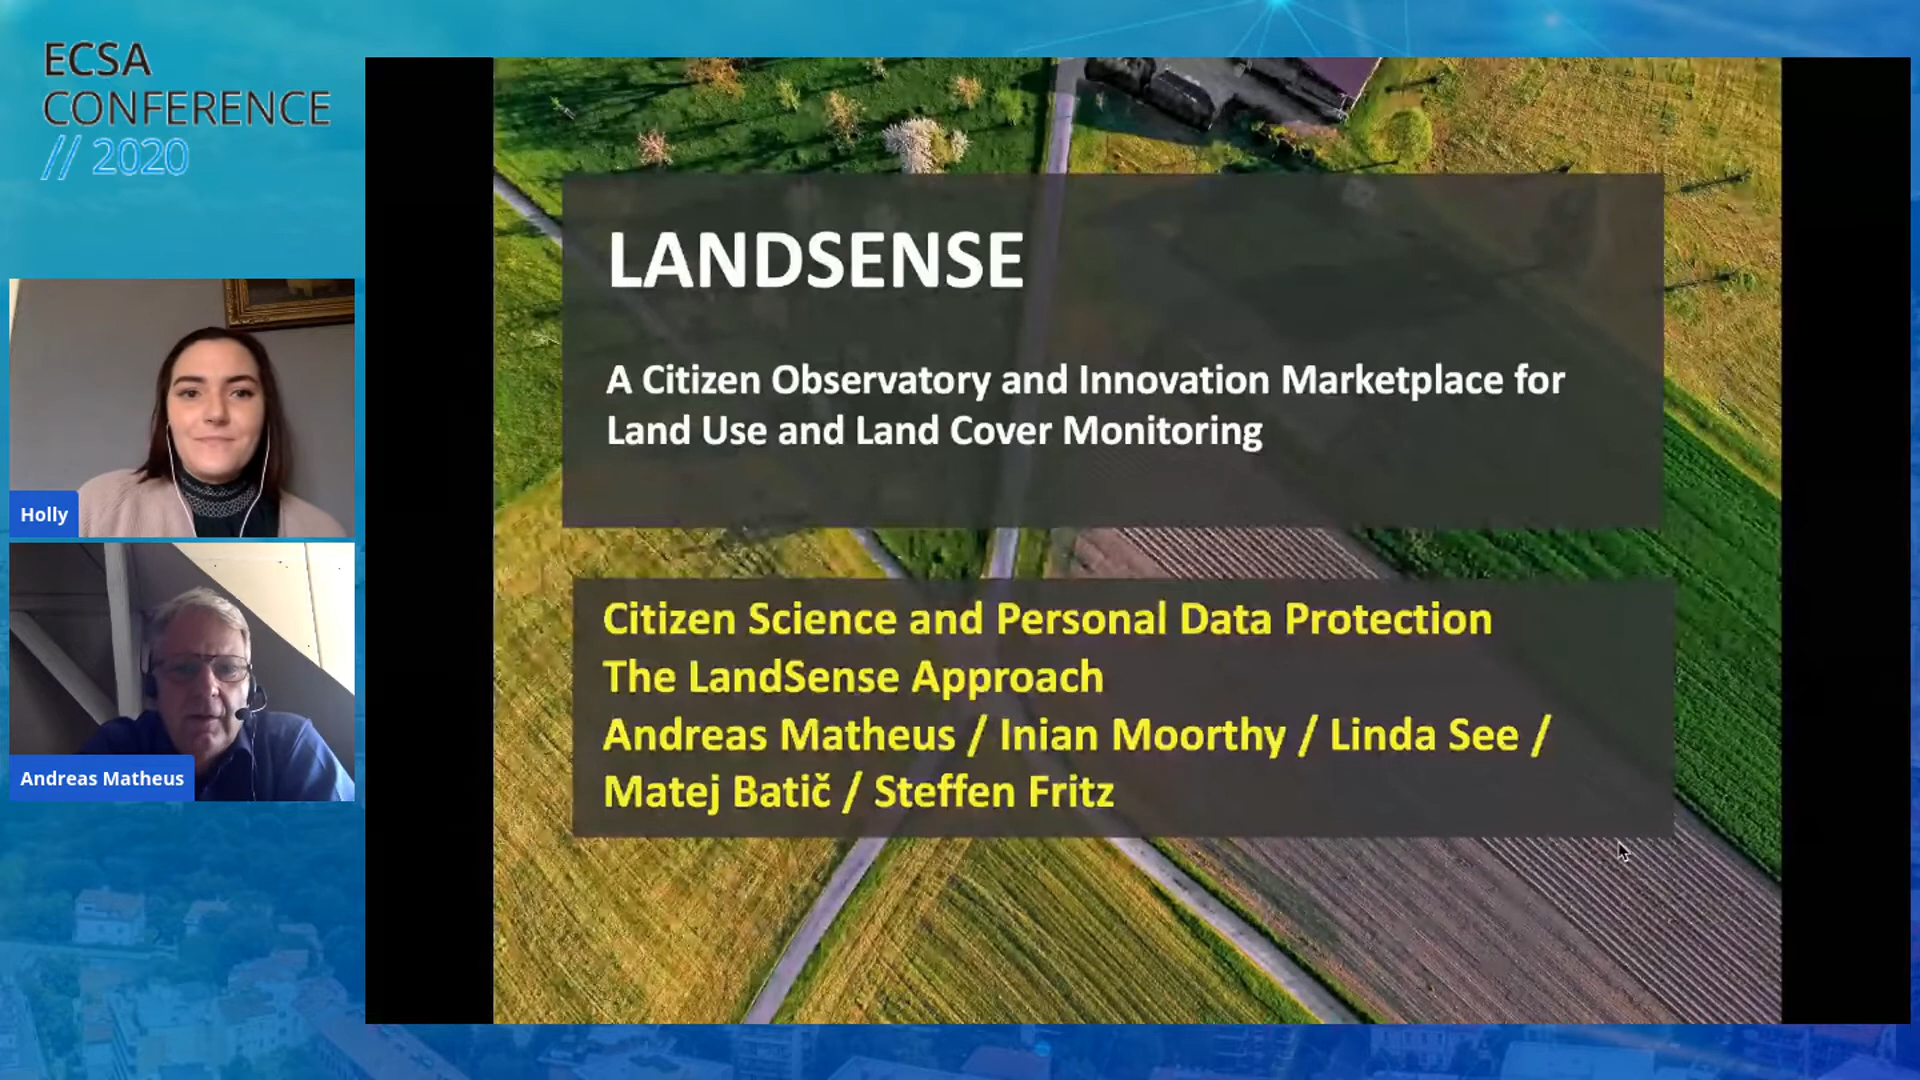 ECSA
CONFERENCE
// 2020
Holly
Andreas Matheus
LANDSENSE
A Citizen Observatory and Innovation Marketplace for
Land Use and Land Cover Monitoring
Citizen Science and Personal Data Protection
The LandSense Approach
Andreas Matheus / Inian Moorthy / Linda See /
Matej Batič / Steffen Fritz